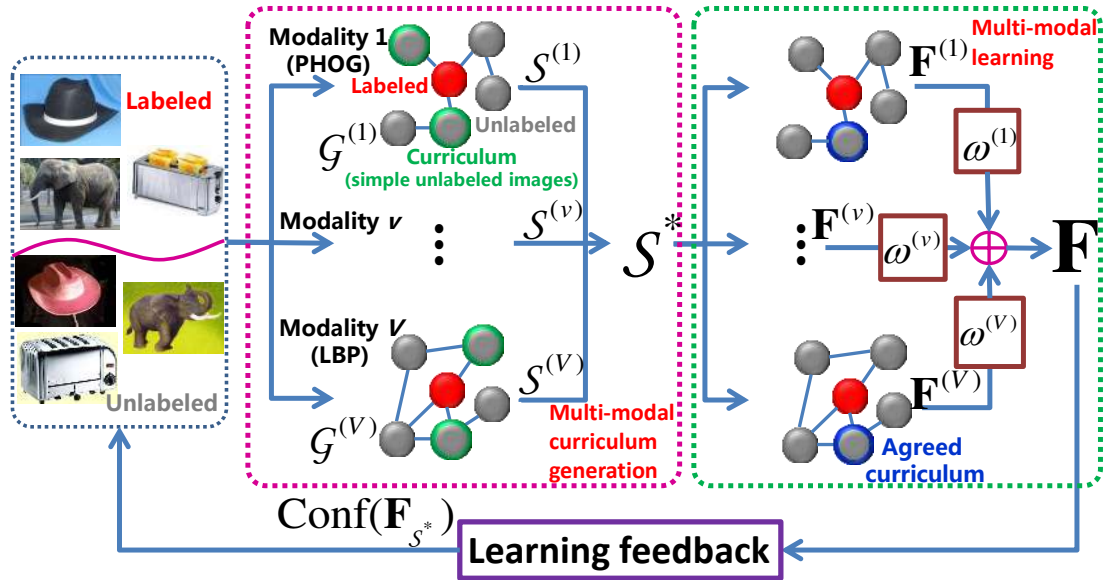 Labeled
Unlabeled
Modality 1
(PHOG)
Labeled
Unlabeled
𝒢^(1)
𝒮^(1)
Curriculum
(simple unlabeled images)
Modality v
⋮
𝒮^(v)
Modality V
(LBP)
𝒢^(V)
𝒮^(V)
Multi-modal
curriculum
generation
𝒮*
Multi-modal
learning
F^(1)
ω^(1)
⋮
F^(v)
ω^(v)
⊕
F
ω^(V)
F^(V)
Agreed
curriculum
Conf(F_𝒮*)
Learning feedback